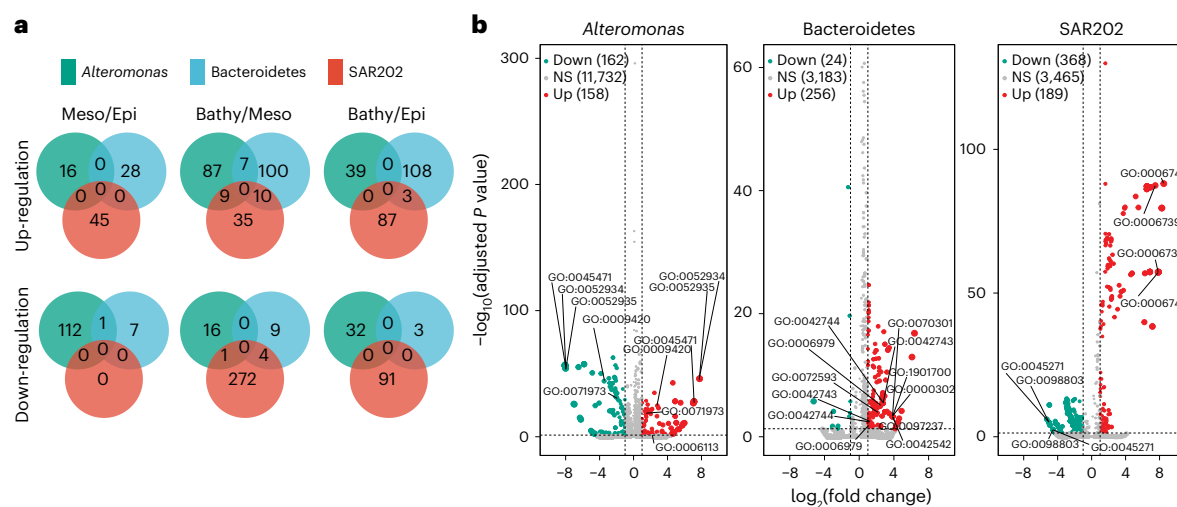 a
Alteromonas Bacteroidetes SAR202
Meso/Epi Bathy/Meso Bathy/Epi
Up-regulation
16 0 28
0 0 0
45
87 7 100
9 0 10
35
39 0 108
0 0 3
87
Down-regulation
112 1 7
0 0 0
0
16 0 9
1 0 4
272
32 0 3
0 0 0
91
b
Alteromonas
−log10(adjusted P value)
300
200
100
0
Down (162)
NS (11,732)
Up (158)
GO:0045471
GO:0052934
GO:0052935
GO:0009420
GO:0071973
GO:0052934
GO:0052935
GO:0045471
GO:0009420
GO:0071973
GO:0006113
−8 −4 0 4 8
Bacteroidetes
60
40
20
0
Down (24)
NS (3,183)
Up (256)
GO:0042744
GO:0006979
GO:0072593
GO:0042743
GO:0042744
GO:0006979
GO:0070301
GO:1901700
GO:0000302
GO:0097237
GO:0042542
−8 −4 0 4 8
log2(fold change)
SAR202
100
50
0
Down (368)
NS (3,465)
Up (189)
GO:000674
GO:0006739
GO:000673
GO:000674
GO:0045271
GO:0098803
GO:0098803
GO:0045271
−8 −4 0 4 8